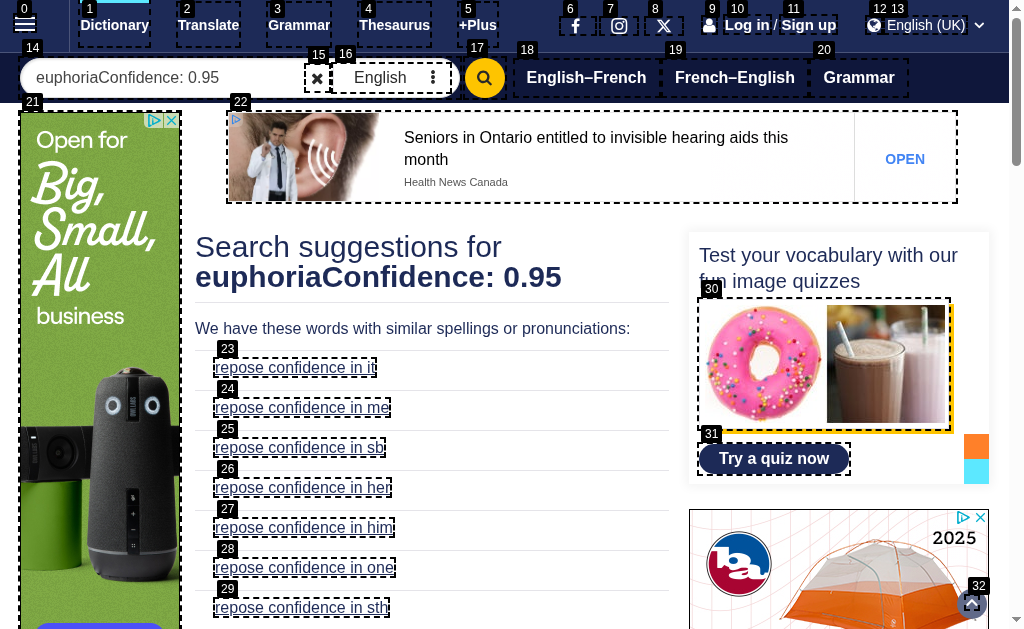 0 1 2 3 4 5 6 7 8 9 10 11 12 13
Dictionary Translate Grammar Thesaurus +Plus Log in / Sign up English (UK)
14 15 16 17 18 19 20
euphoriaConfidence: 0.95 English English–French French–English Grammar
21 22
Open for
Big,
Small,
All
business
Seniors in Ontario entitled to invisible hearing aids this
month
Health News Canada
OPEN
Search suggestions for
euphoriaConfidence: 0.95
We have these words with similar spellings or pronunciations:
23
repose confidence in it
24
repose confidence in me
25
repose confidence in sb
26
repose confidence in her
27
repose confidence in him
28
repose confidence in one
29
repose confidence in sth
Test your vocabulary with our
fun image quizzes
30
31
Try a quiz now
2025
32